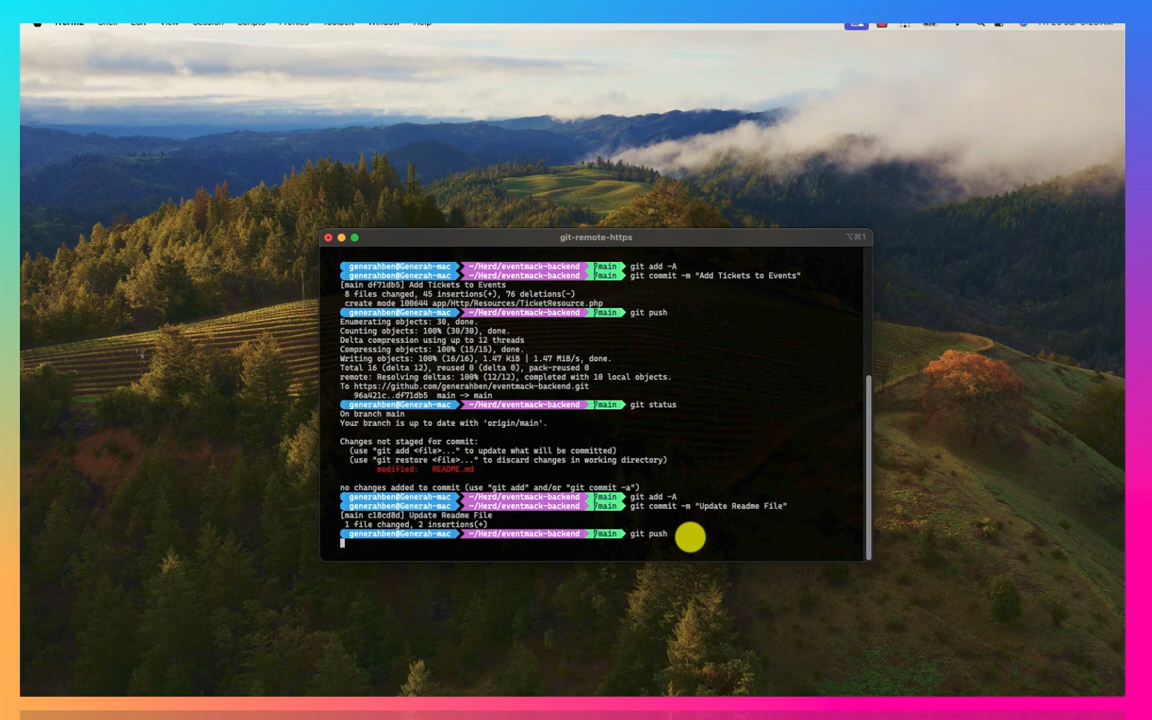 git-remote-https
⌥⌘1
generahben@Generah-mac ~/Herd/eventmack-backend main git add -A
generahben@Generah-mac ~/Herd/eventmack-backend main git commit -m "Add Tickets to Events"
[main df71db5] Add Tickets to Events
8 files changed, 45 insertions(+), 76 deletions(-)
create mode 100644 app/Http/Resources/TicketResource.php
generahben@Generah-mac ~/Herd/eventmack-backend main git push
Enumerating objects: 30, done.
Counting objects: 100% (30/30), done.
Delta compression using up to 12 threads
Compressing objects: 100% (15/15), done.
Writing objects: 100% (16/16), 1.47 KiB | 1.47 MiB/s, done.
Total 16 (delta 12), reused 0 (delta 0), pack-reused 0
remote: Resolving deltas: 100% (12/12), completed with 10 local objects.
To https://github.com/generahben/eventmack-backend.git
96a421c..df71db5 main -> main
generahben@Generah-mac ~/Herd/eventmack-backend main git status
On branch main
Your branch is up to date with 'origin/main'.
Changes not staged for commit:
(use "git add <file>..." to update what will be committed)
(use "git restore <file>..." to discard changes in working directory)
modified: README.md
no changes added to commit (use "git add" and/or "git commit -a")
generahben@Generah-mac ~/Herd/eventmack-backend main git add -A
generahben@Generah-mac ~/Herd/eventmack-backend main git commit -m "Update Readme File"
[main c18cd8d] Update Readme File
1 file changed, 2 insertions(+)
generahben@Generah-mac ~/Herd/eventmack-backend main git push